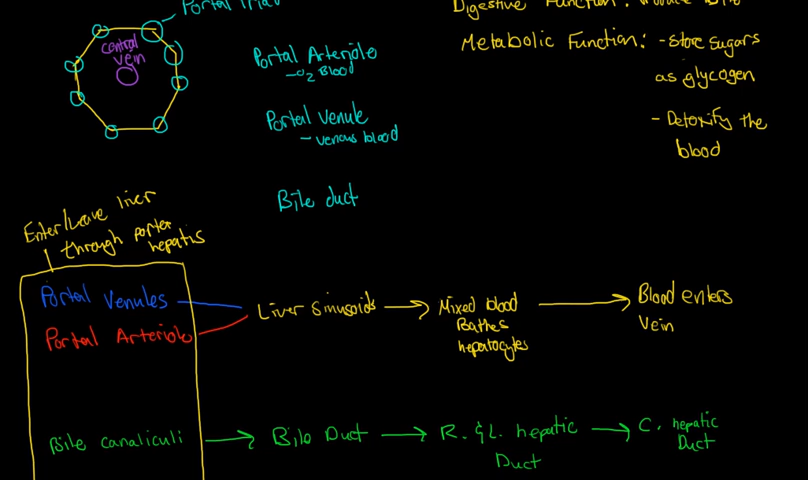 Portal Triad
central
vein
Portal Arteriole
- O2 Blood
Portal Venule
- venous blood
Bile duct
Digestive Function:
Metabolic Function: - Store sugars
as glycogen
- Detoxify the
blood
Enter/Leave liver
through porta
hepatis
Portal Venules
Portal Arteriole
Liver Sinusoids
Mixed blood
Bathes
hepatocytes
Blood enters
Vein
Bile canaliculi
Bile Duct
R. & L. hepatic
Duct
C. hepatic
Duct